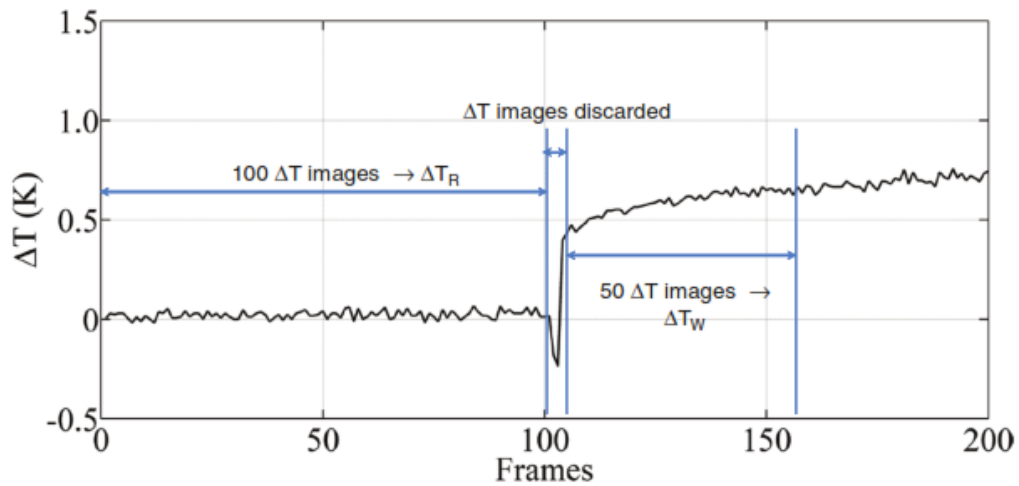 1.5
ΔT images discarded
1.0
100 ΔT images → ΔT_R
ΔT (K)
0.5
50 ΔT images →
ΔT_W
0
-0.5
0 50 100 150 200
Frames